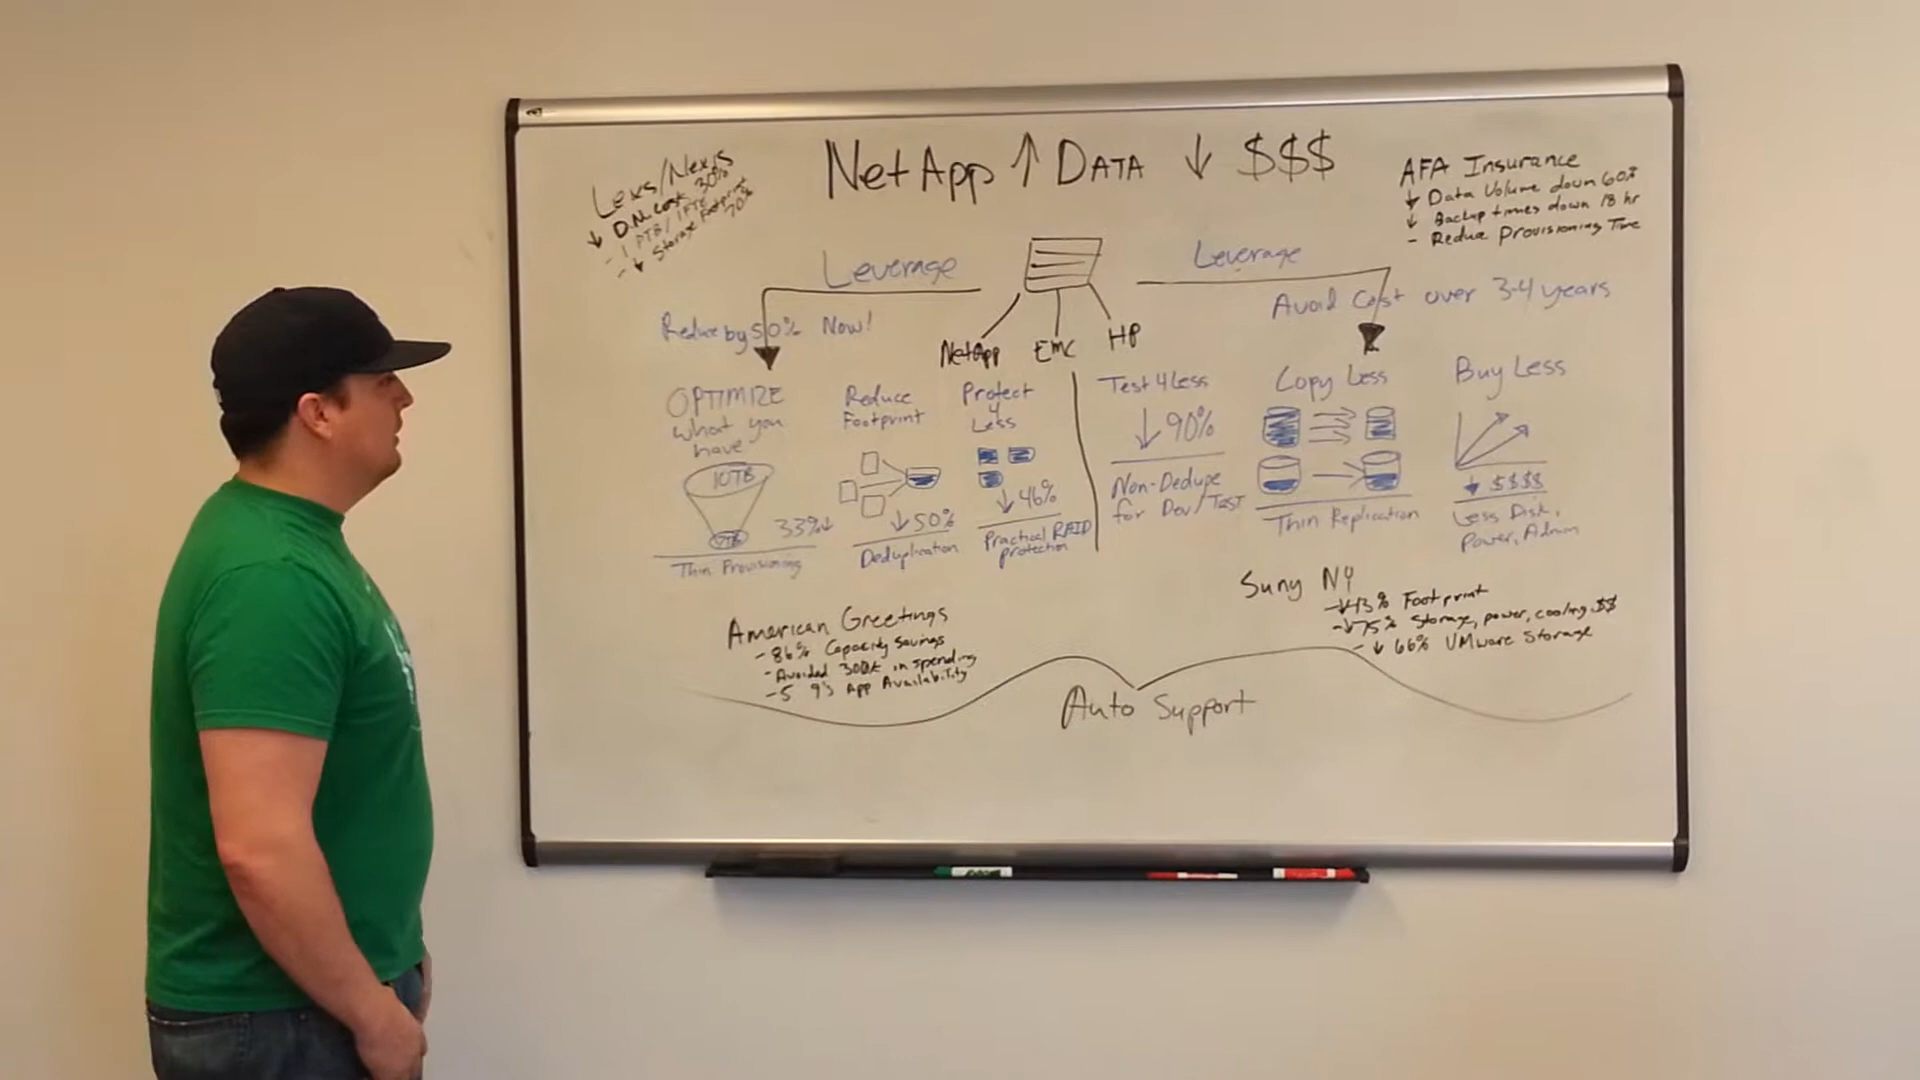 NetApp ↑ Data ↓ $$$
Lexus/Nexis
↓ D.M. Cost 30%
- 1 PTB/1FTE
- ↓ Storage Footprint
70%
AFA Insurance
↓ Data Volume down 60%
↓ Backup times down 18 hr
- Reduce Provisioning Time
Leverage
Leverage
Reduce by 50% Now!
Avoid Cost over 3-4 years
NetApp
EMC
HP
OPTIMIZE
what you
have
10TB
7TB
33%↓
Thin Provisioning
Reduce
Footprint
↓50%
Deduplication
Protect
4
Less
↓46%
Practical RAID
protection
Test 4 Less
↓90%
Non-Dedupe
for Dev/Test
Copy Less
Thin Replication
Buy Less
↓ $$$$
Less Disk,
Power, Admin
American Greetings
- 86% Capacity Savings
- Avoided 300k in spending
- 5 9's App Availability
Suny NY
-↓43% Footprint
-↓75% Storage, power, cooling $$
- ↓ 66% VMware Storage
Auto Support